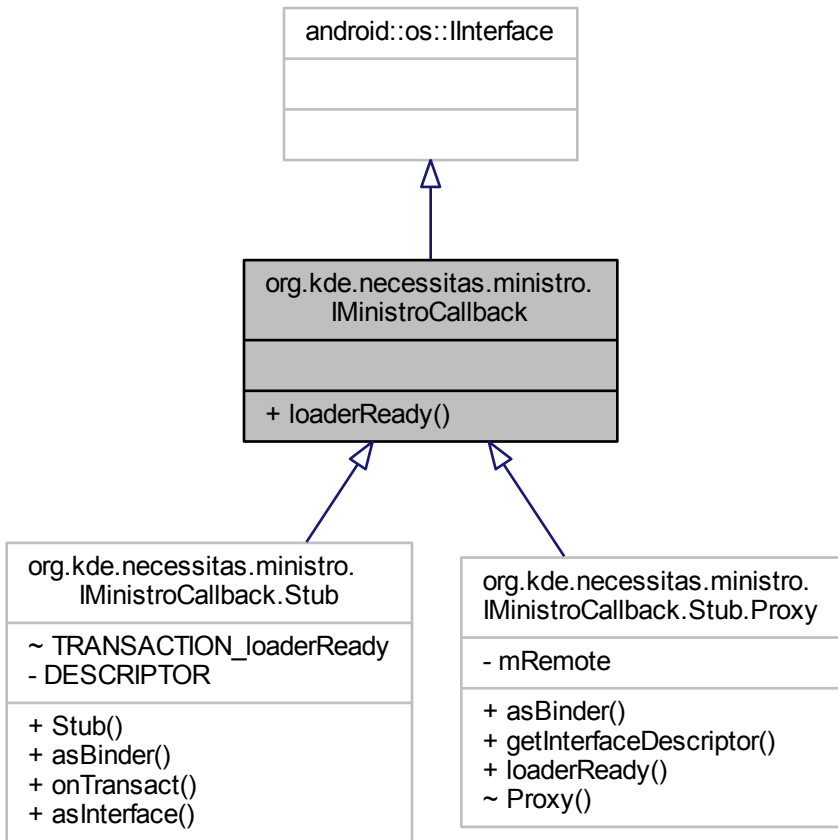 android::os::IInterface
org.kde.necessitas.ministro.
IMinistroCallback
+ loaderReady()
org.kde.necessitas.ministro.
IMinistroCallback.Stub
~ TRANSACTION_loaderReady
- DESCRIPTOR
+ Stub()
+ asBinder()
+ onTransact()
+ asInterface()
org.kde.necessitas.ministro.
IMinistroCallback.Stub.Proxy
- mRemote
+ asBinder()
+ getInterfaceDescriptor()
+ loaderReady()
~ Proxy()